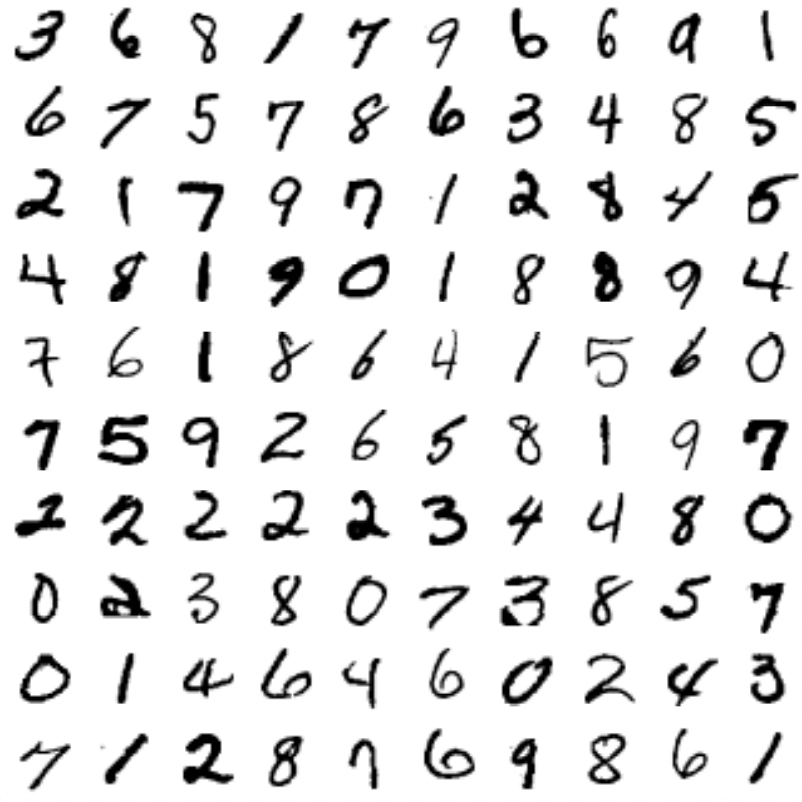 3 6 8 1 7 9 6 6 9 1
6 7 5 7 8 6 3 4 8 5
2 1 7 9 7 1 2 8 4 5
4 8 1 9 0 1 8 8 9 4
7 6 1 8 6 4 1 5 6 0
7 5 9 2 6 5 8 1 9 7
2 2 2 2 2 3 4 4 8 0
0 2 3 8 0 7 3 8 5 7
0 1 4 6 4 6 0 2 4 3
7 1 2 8 7 6 9 8 6 1